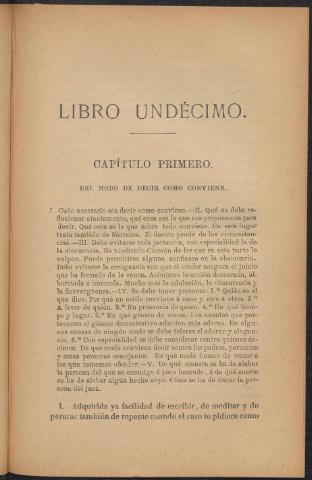 LIBRO UNDÉCIMO.
CAPÍTULO PRIMERO.
DEL MODO DE DECIR COMO CONVIENE.
I. Cuán necesario sea decir como conviene.—II. Qué se debe re-
flexionar atentamente, qué cosa sea la que nos proponemos para
decir. Qué cosa es la que sobre todo conviene. En este lugar
trata también de Sócrates. El decoro pende de las circunstan-
cias.—III. Debe evitarse toda jactancia, con especialidad la de
la elocuencia. Es vindicado Cicerón de los que en esta parte le
culpan. Puede permitirse alguna confianza en la elocuencia.
Debe evitarse la arrogancia con que el orador asegura el juicio
que ha formado de la causa. Asimismo la acción descarada, al-
borotada é iracunda. Mucho más la adulación, la chocarrería y
la desvergüenza.—IV. Se debe tener presente: 1.º Quién es el
que dice. Por qué un estilo conviene á unos y otro á otros. 2.º
A favor de quién. 3.º En presencia de quién. 4.º En qué tiem-
po y lugar. 5.º En qué género de causa. Los asuntos que per-
tenecen al género demostrativo admiten más adorno. En algu-
nas causas de ningún modo se debe tolerar el adorno y elegan-
cia. 6.º Con especialidad se debe considerar contra quiénes de-
cimos. De qué modo conviene decir contra los padres, parientes
y otras personas semejantes. De qué modo hemos de tratar á
los que tememos ofender.—V. De qué manera se ha de alabar
la persona del que es enemigo ó poco honrado, ó de qué suerte
se ha de alabar algún hecho suyo. Cómo se ha de tratar la per-
sona del juez.
I. Adquirida ya facilidad de escribir, de meditar y de
perorar también de repente cuando el caso lo pidiere como